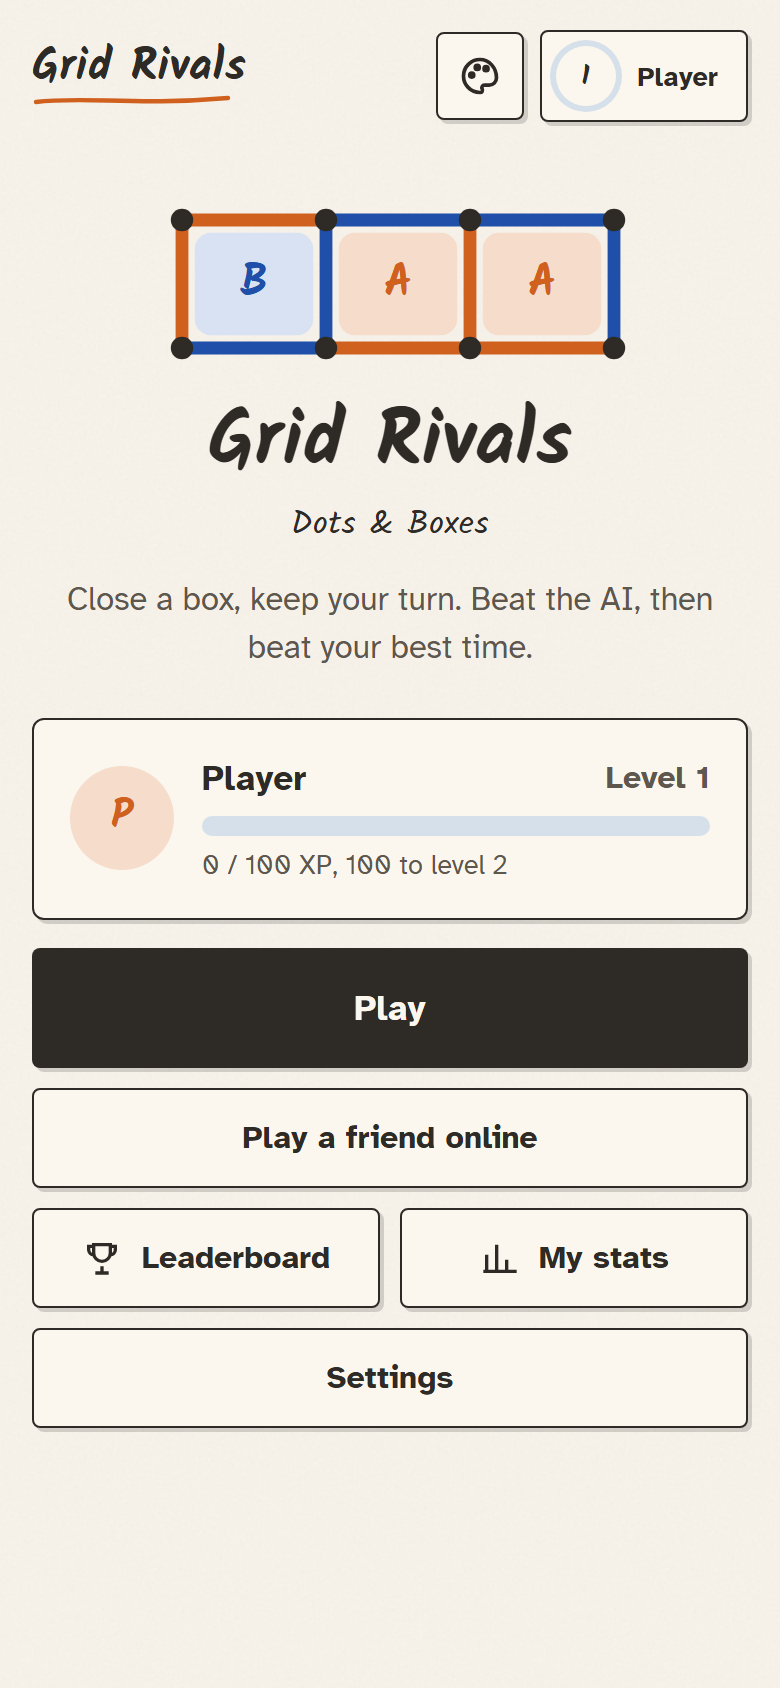 Grid Rivals
1 Player
B A A
Grid Rivals
Dots & Boxes
Close a box, keep your turn. Beat the AI, then
beat your best time.
P
Player Level 1
0 / 100 XP, 100 to level 2
Play
Play a friend online
Leaderboard My stats
Settings